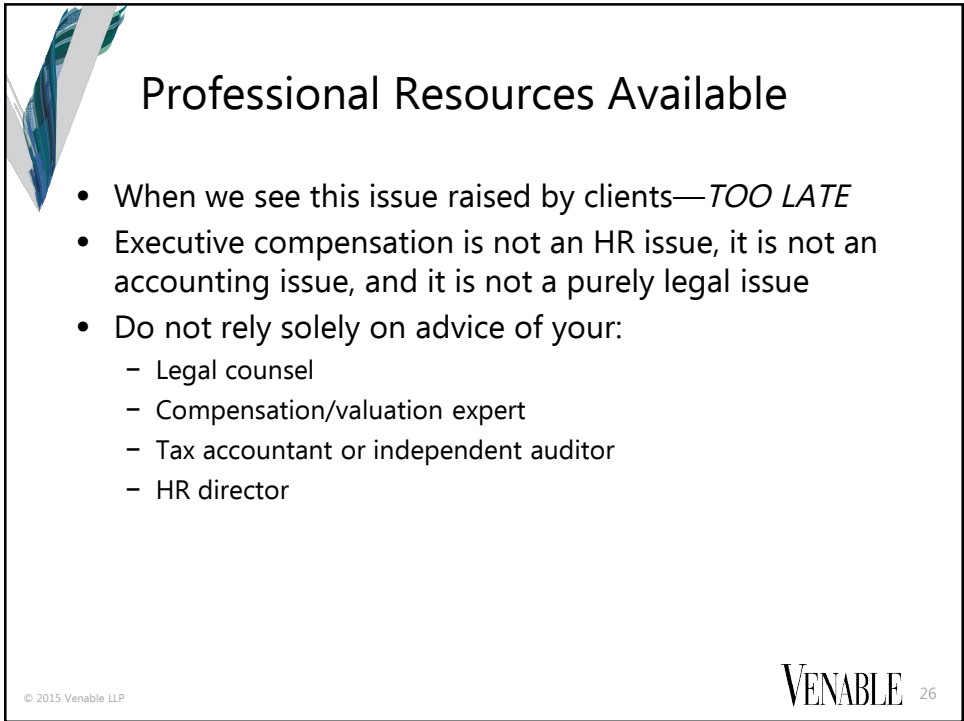 Professional Resources Available
• When we see this issue raised by clients—TOO LATE
• Executive compensation is not an HR issue, it is not an
accounting issue, and it is not a purely legal issue
• Do not rely solely on advice of your:
– Legal counsel
– Compensation/valuation expert
– Tax accountant or independent auditor
– HR director
© 2015 Venable LLP
VENABLE 26